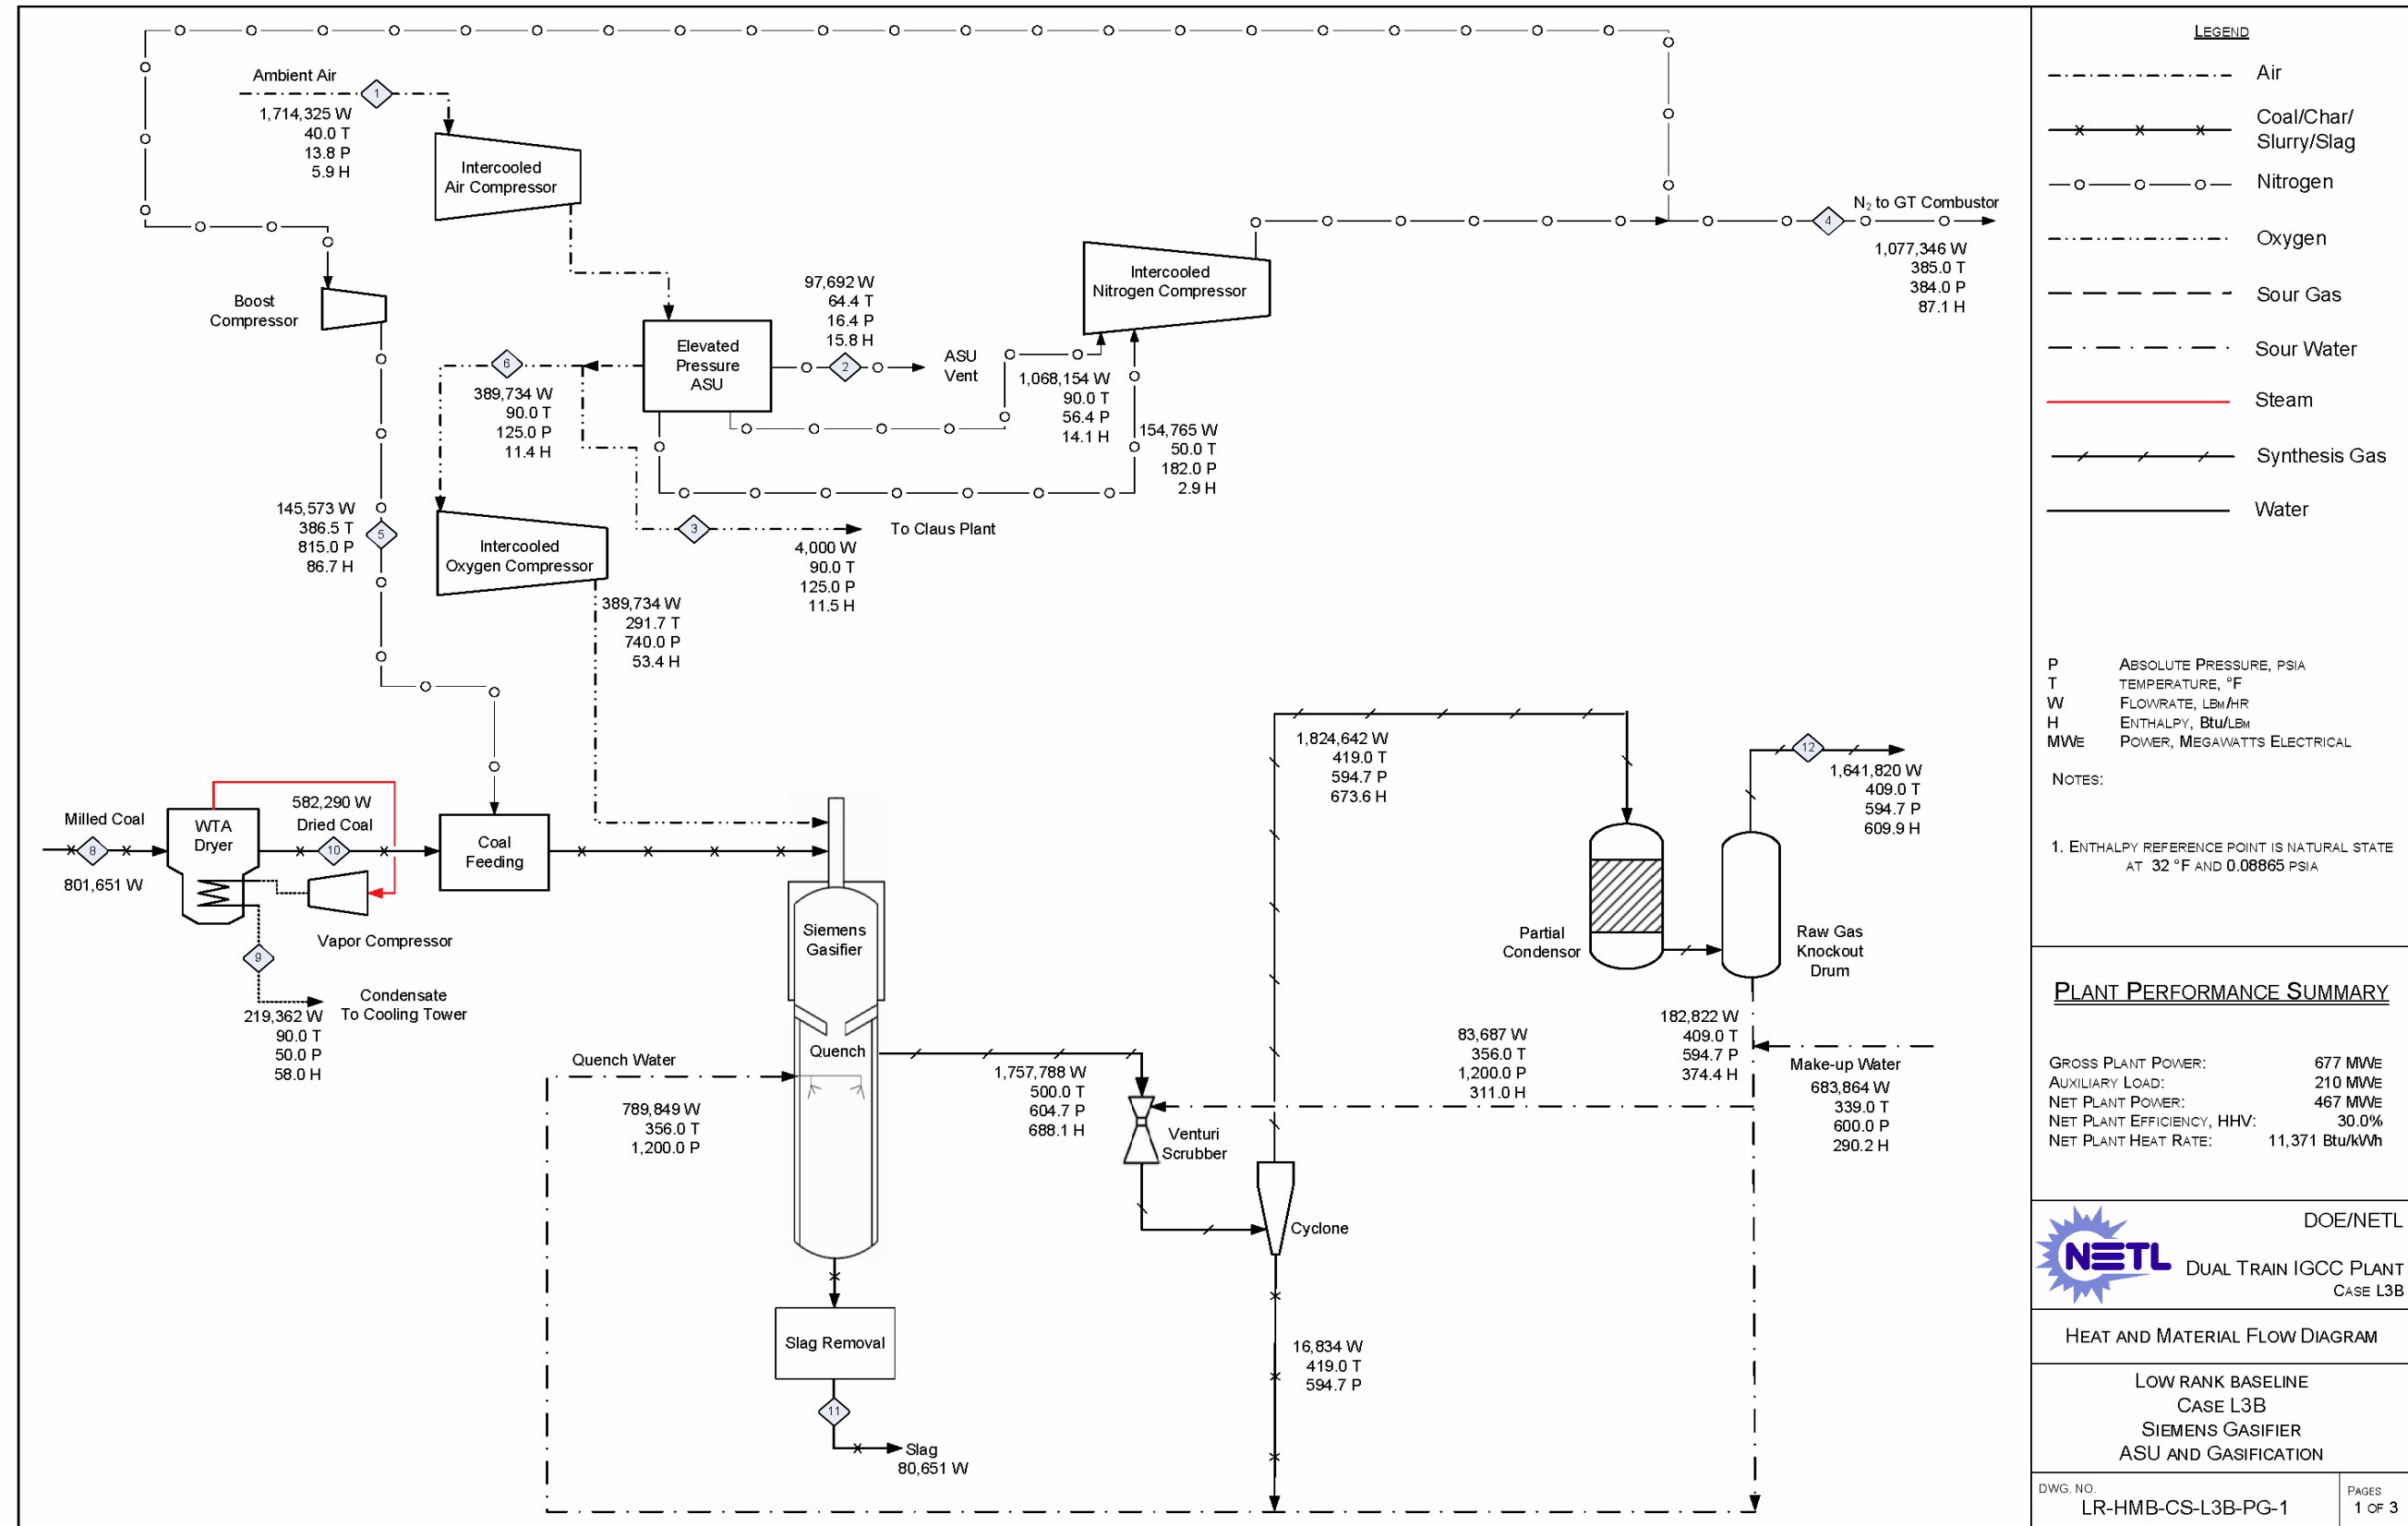 Ambient Air
1
1,714,325 W
40.0 T
13.8 P
5.9 H
Intercooled
Air Compressor
Boost
Compressor
Elevated
Pressure
ASU
97,692 W
64.4 T
16.4 P
15.8 H
2
ASU
Vent
Intercooled
Nitrogen Compressor
N2 to GT Combustor
4
1,077,346 W
385.0 T
384.0 P
87.1 H
1,068,154 W
90.0 T
56.4 P
14.1 H
154,765 W
50.0 T
182.0 P
2.9 H
6
389,734 W
90.0 T
125.0 P
11.4 H
3
To Claus Plant
4,000 W
90.0 T
125.0 P
11.5 H
Intercooled
Oxygen Compressor
389,734 W
291.7 T
740.0 P
53.4 H
145,573 W
386.5 T
815.0 P
86.7 H
5
Milled Coal
8
801,651 W
WTA
Dryer
582,290 W
Dried Coal
10
Coal
Feeding
Vapor Compressor
9
Condensate
To Cooling Tower
219,362 W
90.0 T
50.0 P
58.0 H
Siemens
Gasifier
Quench
Quench Water
789,849 W
356.0 T
1,200.0 P
1,757,788 W
500.0 T
604.7 P
688.1 H
Venturi
Scrubber
Cyclone
1,824,642 W
419.0 T
594.7 P
673.6 H
Partial
Condensor
Raw Gas
Knockout
Drum
12
1,641,820 W
409.0 T
594.7 P
609.9 H
83,687 W
356.0 T
1,200.0 P
311.0 H
182,822 W
409.0 T
594.7 P
374.4 H
Make-up Water
683,864 W
339.0 T
600.0 P
290.2 H
16,834 W
419.0 T
594.7 P
Slag Removal
11
Slag
80,651 W
LEGEND
Air
Coal/Char/
Slurry/Slag
Nitrogen
Oxygen
Sour Gas
Sour Water
Steam
Synthesis Gas
Water
P ABSOLUTE PRESSURE, PSIA
T TEMPERATURE, °F
W FLOWRATE, LBM/HR
H ENTHALPY, Btu/LBM
MWE POWER, MEGAWATTS ELECTRICAL
NOTES:
1. ENTHALPY REFERENCE POINT IS NATURAL STATE
AT 32 °F AND 0.08865 PSIA
PLANT PERFORMANCE SUMMARY
GROSS PLANT POWER: 677 MWE
AUXILIARY LOAD: 210 MWE
NET PLANT POWER: 467 MWE
NET PLANT EFFICIENCY, HHV: 30.0%
NET PLANT HEAT RATE: 11,371 Btu/kWh
NETL
DOE/NETL
DUAL TRAIN IGCC PLANT
CASE L3B
HEAT AND MATERIAL FLOW DIAGRAM
LOW RANK BASELINE
CASE L3B
SIEMENS GASIFIER
ASU AND GASIFICATION
DWG. NO.
LR-HMB-CS-L3B-PG-1
PAGES
1 OF 3